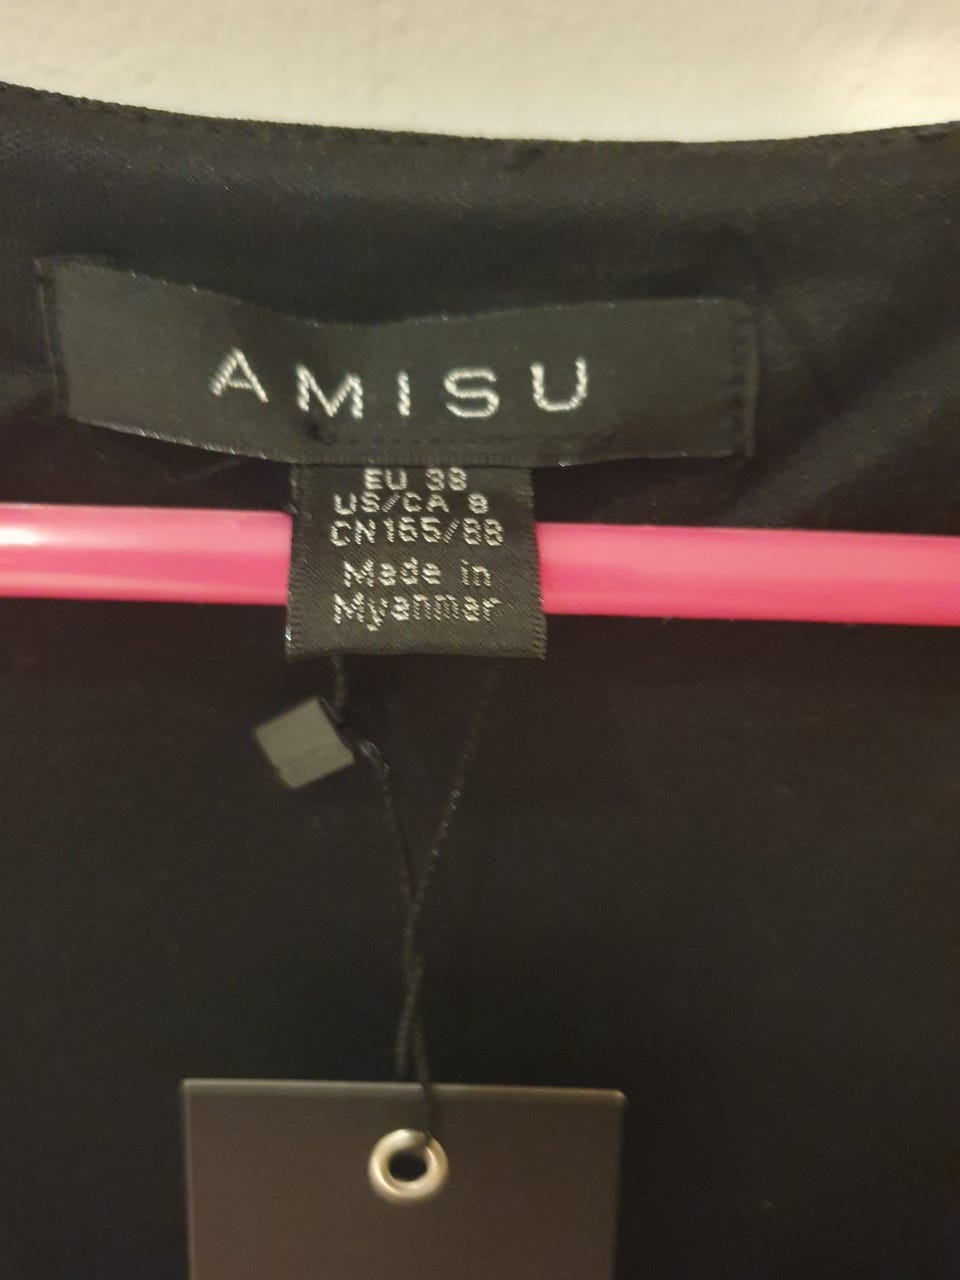 AMISU
EU 38
US/CA 8
CN165/88
Made in
Myanmar